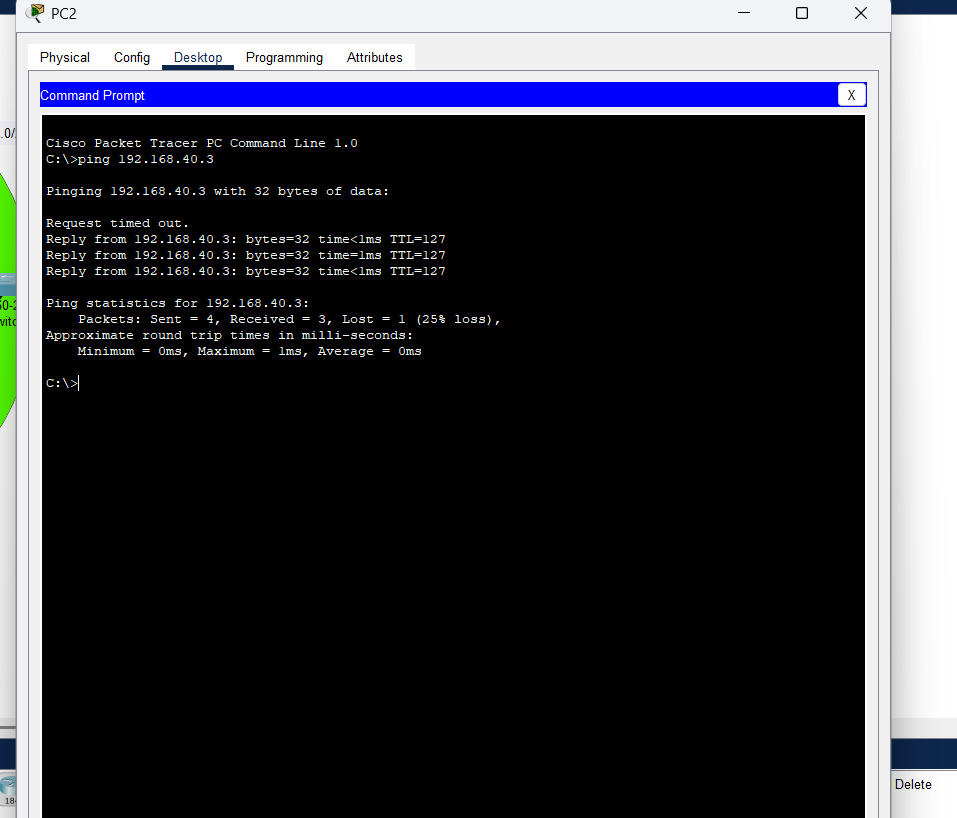 PC2
Physical Config Desktop Programming Attributes
Command Prompt
X
.0/
Cisco Packet Tracer PC Command Line 1.0
C:\>ping 192.168.40.3
Pinging 192.168.40.3 with 32 bytes of data:
Request timed out.
Reply from 192.168.40.3: bytes=32 time<1ms TTL=127
Reply from 192.168.40.3: bytes=32 time=1ms TTL=127
Reply from 192.168.40.3: bytes=32 time<1ms TTL=127
Ping statistics for 192.168.40.3:
Packets: Sent = 4, Received = 3, Lost = 1 (25% loss),
Approximate round trip times in milli-seconds:
Minimum = 0ms, Maximum = 1ms, Average = 0ms
C:\>
Delete